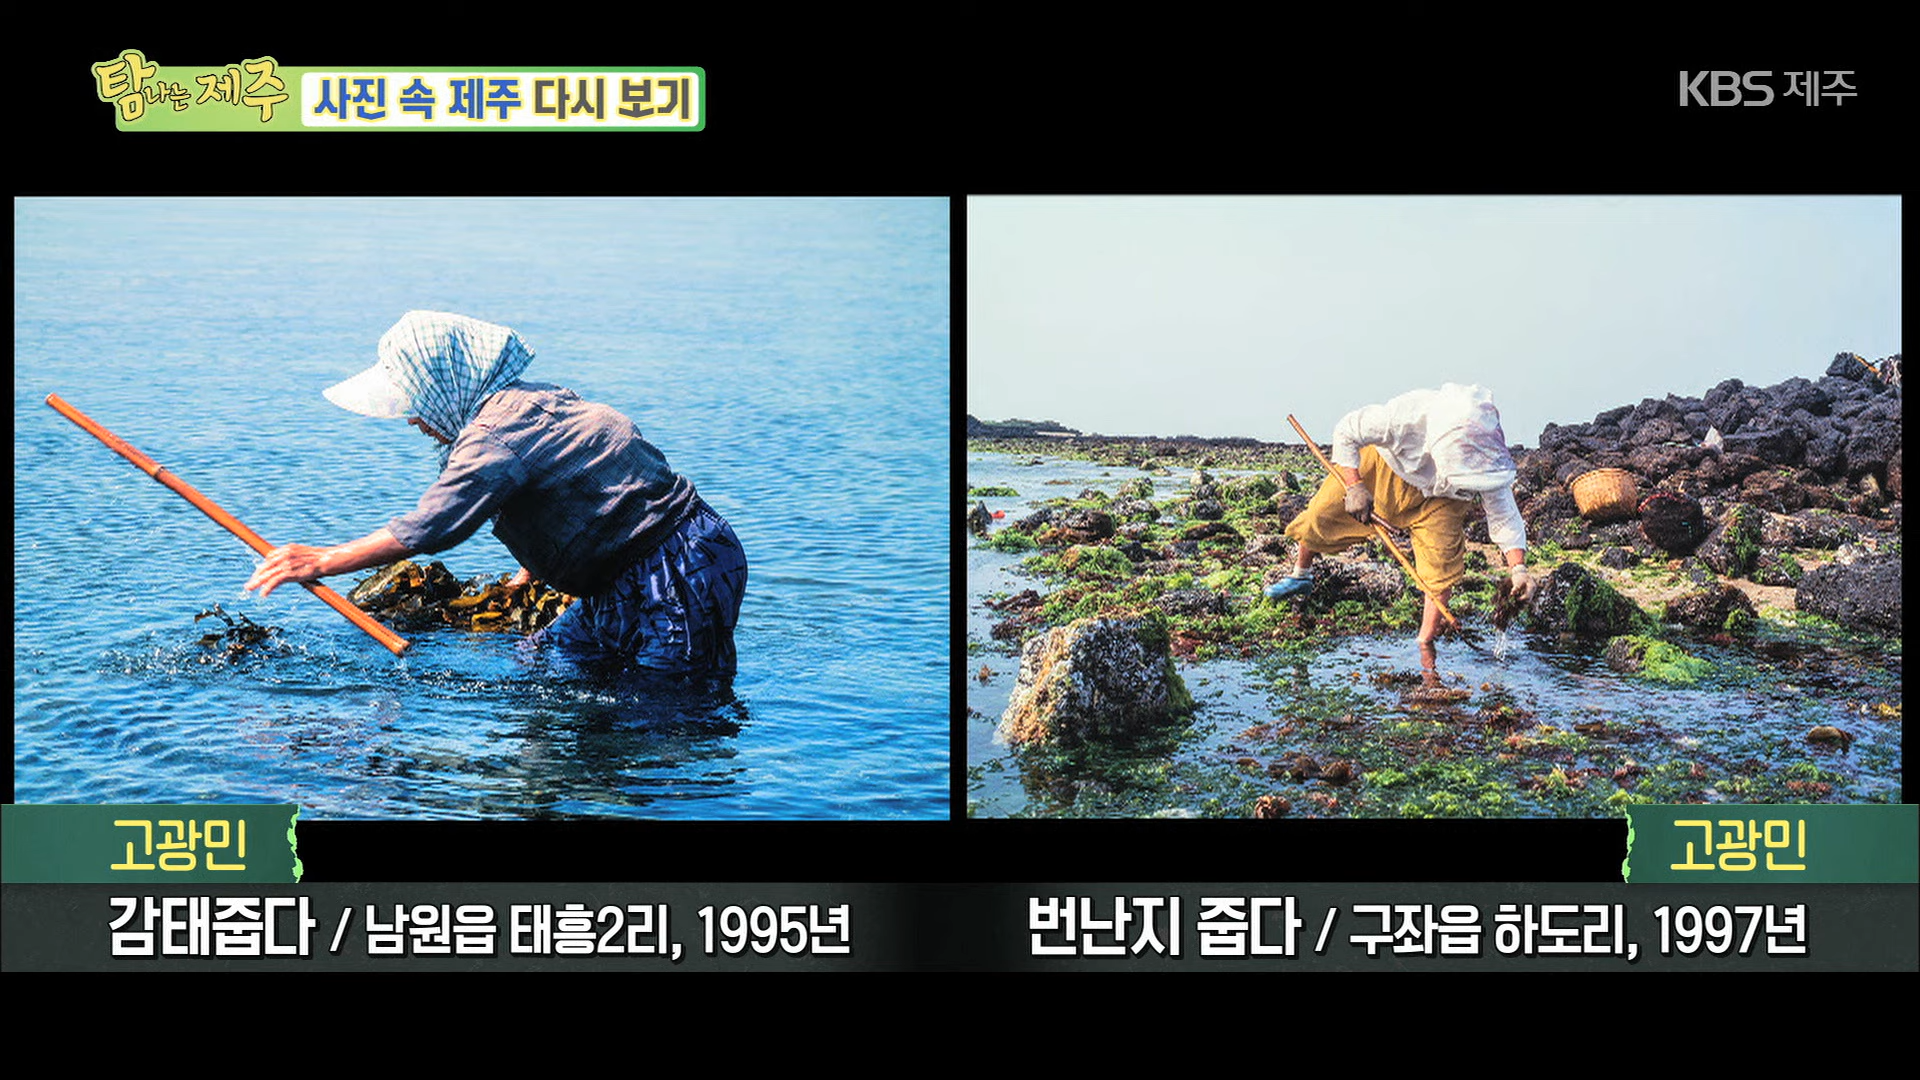 탐나는 제주 사진 속 제주 다시 보기
KBS 제주
고광민
감태줍다 / 남원읍 태흥2리, 1995년
고광민
번난지 줍다 / 구좌읍 하도리, 1997년